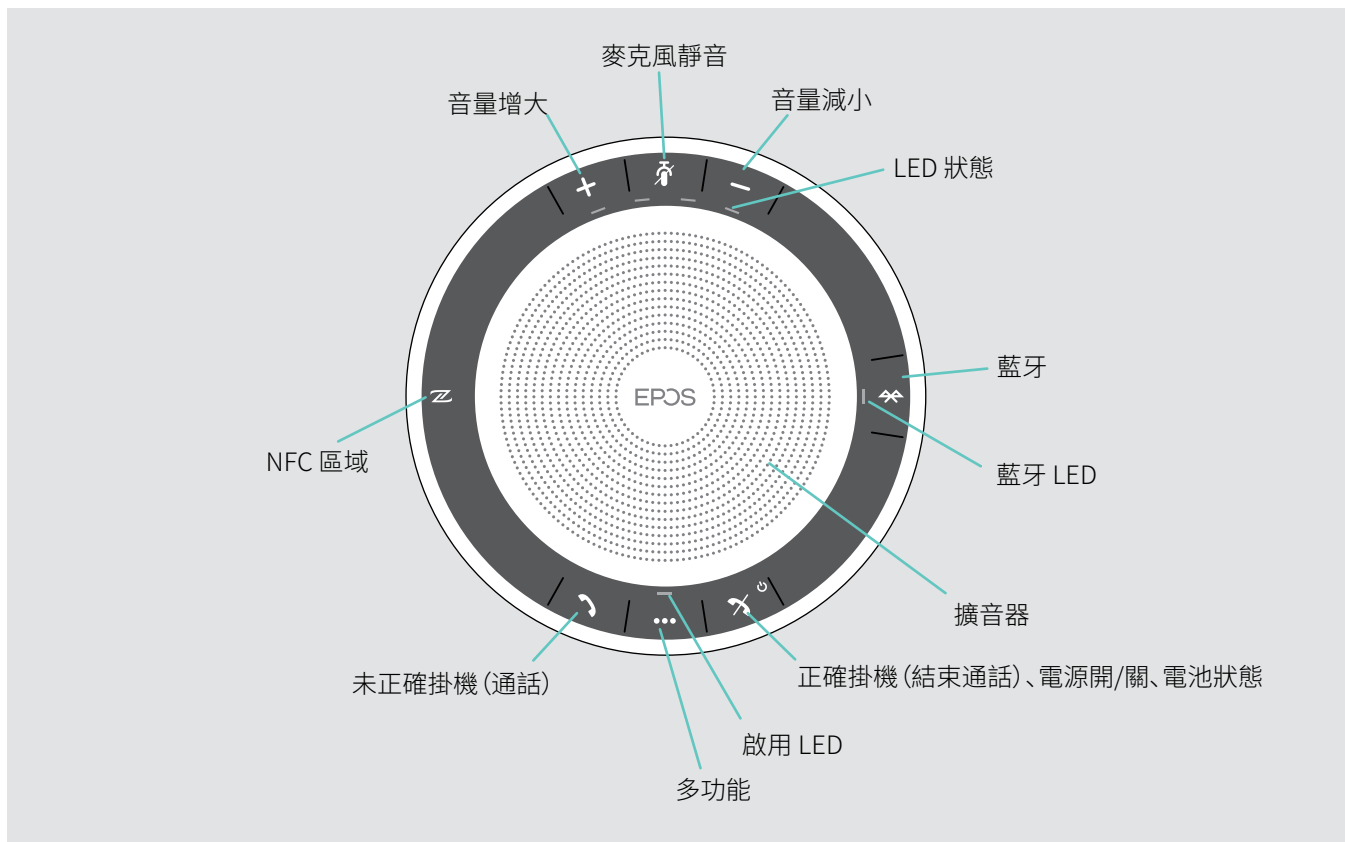 麥克風靜音
音量增大
音量減小
LED 狀態
藍牙
EPOS
NFC 區域
藍牙 LED
擴音器
未正確掛機(通話)
正確掛機(結束通話)、電源開/關、電池狀態
啟用 LED
多功能